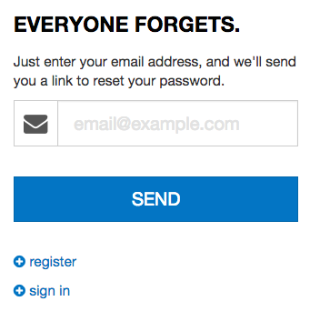 EVERYONE FORGETS.
Just enter your email address, and we'll send
you a link to reset your password.
email@example.com
SEND
register
sign in